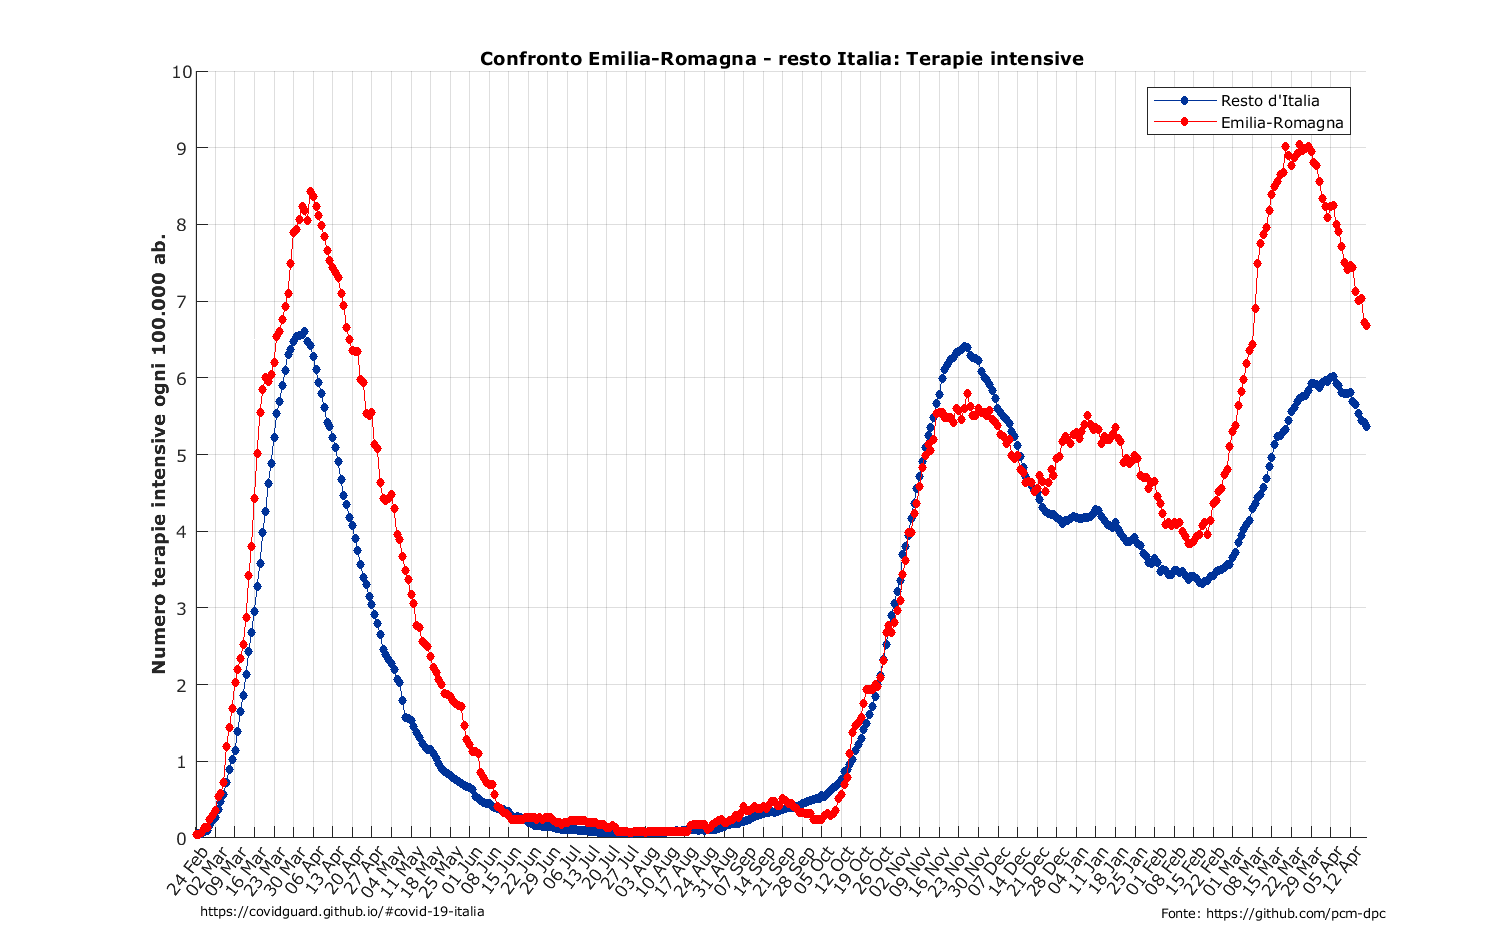 Confronto Emilia-Romagna - resto Italia: Terapie intensive
Resto d'Italia
Emilia-Romagna
Numero terapie intensive ogni 100.000 ab.
10
9
8
7
6
5
4
3
2
1
0
24 Feb
02 Mar
09 Mar
16 Mar
23 Mar
30 Mar
06 Apr
13 Apr
20 Apr
27 Apr
04 May
11 May
18 May
25 May
01 Jun
08 Jun
15 Jun
22 Jun
29 Jun
06 Jul
13 Jul
20 Jul
27 Jul
03 Aug
10 Aug
17 Aug
24 Aug
31 Aug
07 Sep
14 Sep
21 Sep
28 Sep
05 Oct
12 Oct
19 Oct
26 Oct
02 Nov
09 Nov
16 Nov
23 Nov
30 Nov
07 Dec
14 Dec
21 Dec
28 Dec
04 Jan
11 Jan
18 Jan
25 Jan
01 Feb
08 Feb
15 Feb
22 Feb
01 Mar
08 Mar
15 Mar
22 Mar
29 Mar
05 Apr
12 Apr
https://covidguard.github.io/#covid-19-italia
Fonte: https://github.com/pcm-dpc